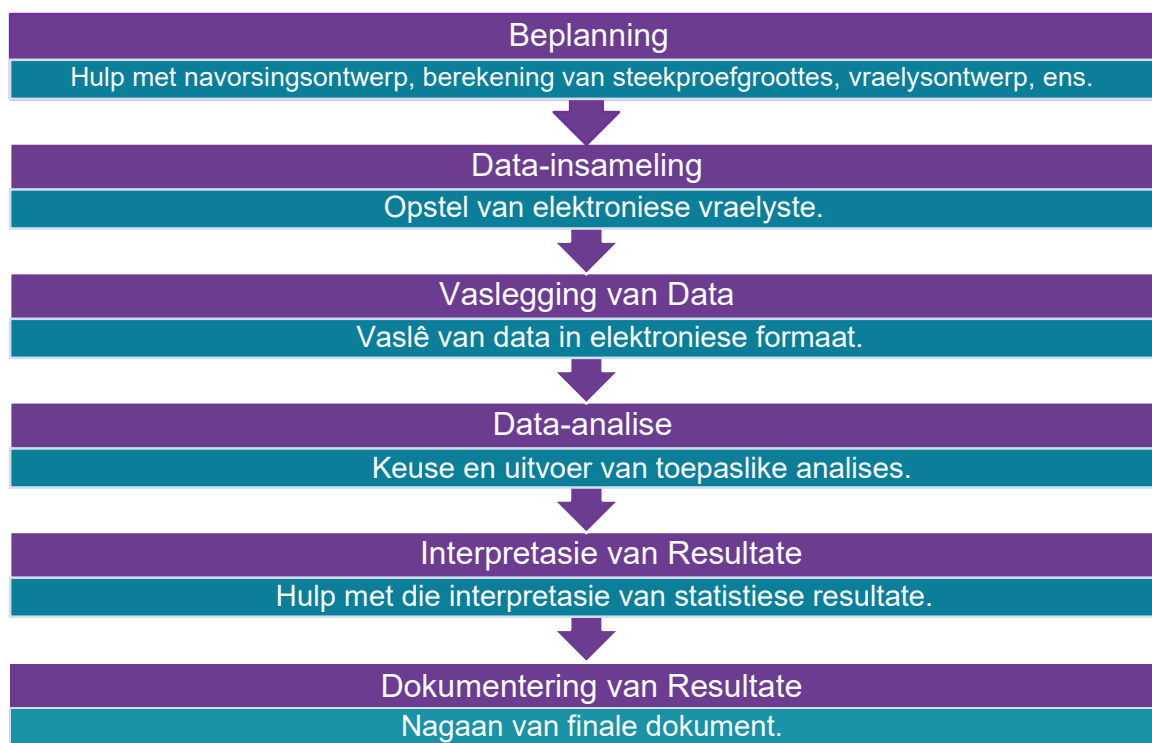 Beplanning
Hulp met navorsingsontwerp, berekening van steekproefgroottes, vraelysontwerp, ens.
Data-insameling
Opstel van elektroniese vraelyste.
Vaslegging van Data
Vaslê van data in elektroniese formaat.
Data-analise
Keuse en uitvoer van toepaslike analises.
Interpretasie van Resultate
Hulp met die interpretasie van statistiese resultate.
Dokumentering van Resultate
Nagaan van finale dokument.